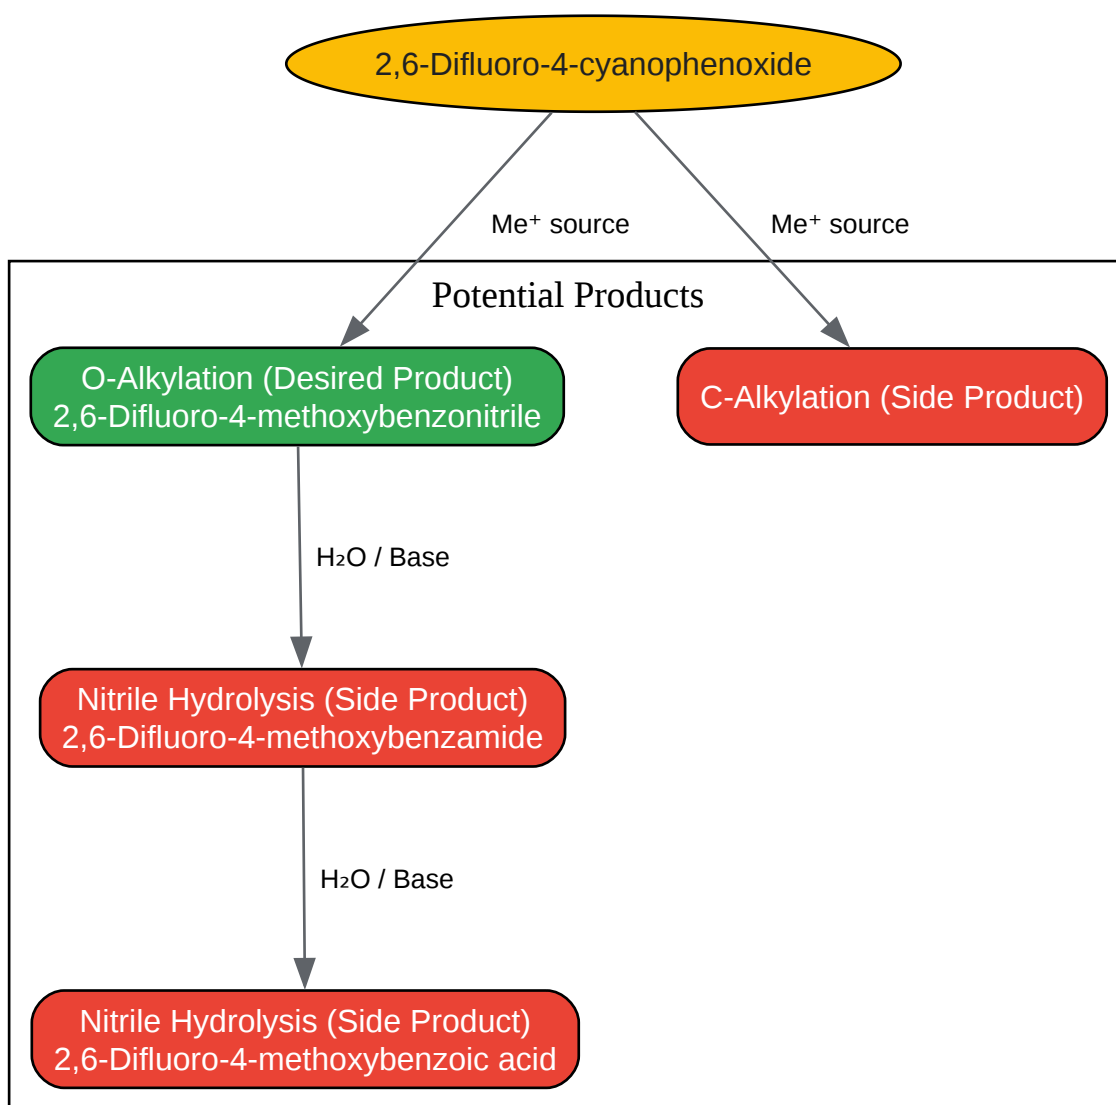 2,6-Difluoro-4-cyanophenoxide
Me⁺ source
Me⁺ source
Potential Products
O-Alkylation (Desired Product)
2,6-Difluoro-4-methoxybenzonitrile
C-Alkylation (Side Product)
H₂O / Base
Nitrile Hydrolysis (Side Product)
2,6-Difluoro-4-methoxybenzamide
H₂O / Base
Nitrile Hydrolysis (Side Product)
2,6-Difluoro-4-methoxybenzoic acid